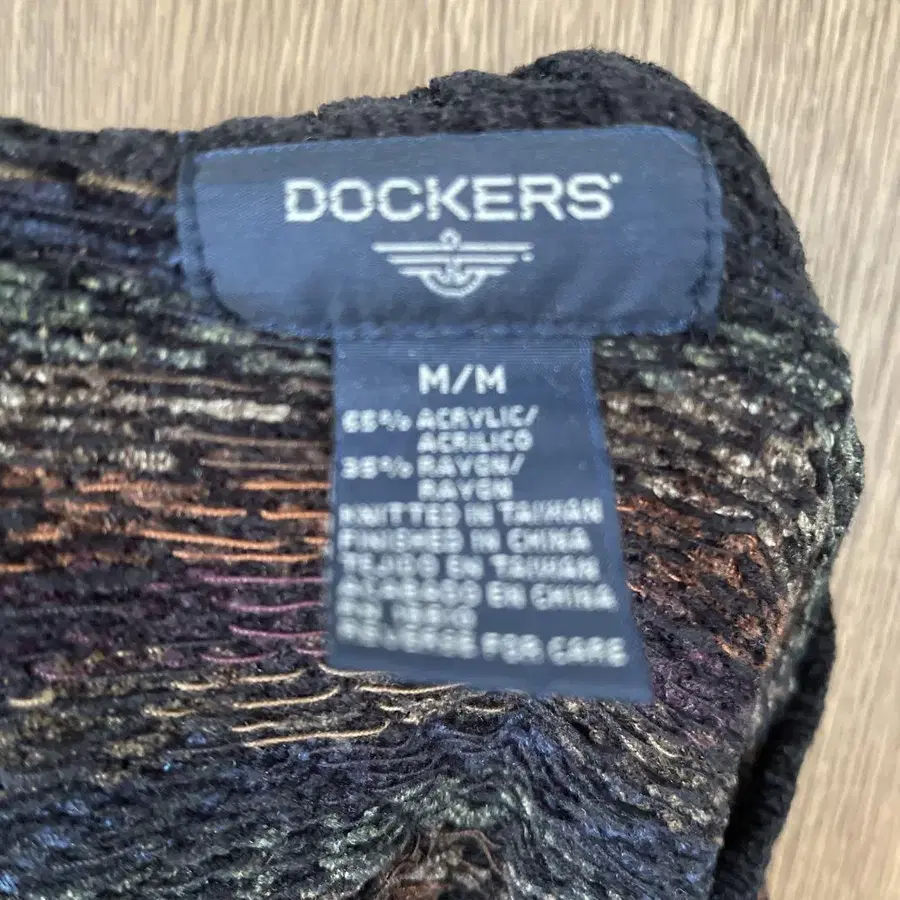 DOCKERS
M/M
65% ACRYLIC/
ACRILICO
35% RAYON/
RAYON
KNITTED IN TAIWAN
FINISHED IN CHINA
TEJIDO EN TAIWAN
ACABADO EN CHINA
REVERSE FOR CARE